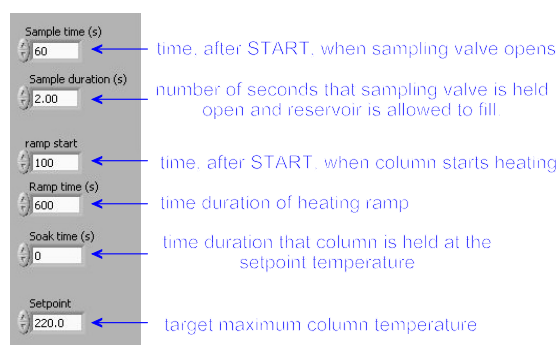 Sample time (s)
60
time, after START, when sampling valve opens
Sample duration (s)
2.00
number of seconds that sampling valve is held
open and reservoir is allowed to fill
ramp start
100
time, after START, when column starts heating
Ramp time (s)
600
time duration of heating ramp
Soak time (s)
0
time duration that column is held at the
setpoint temperature
Setpoint
220.0
target maximum column temperature